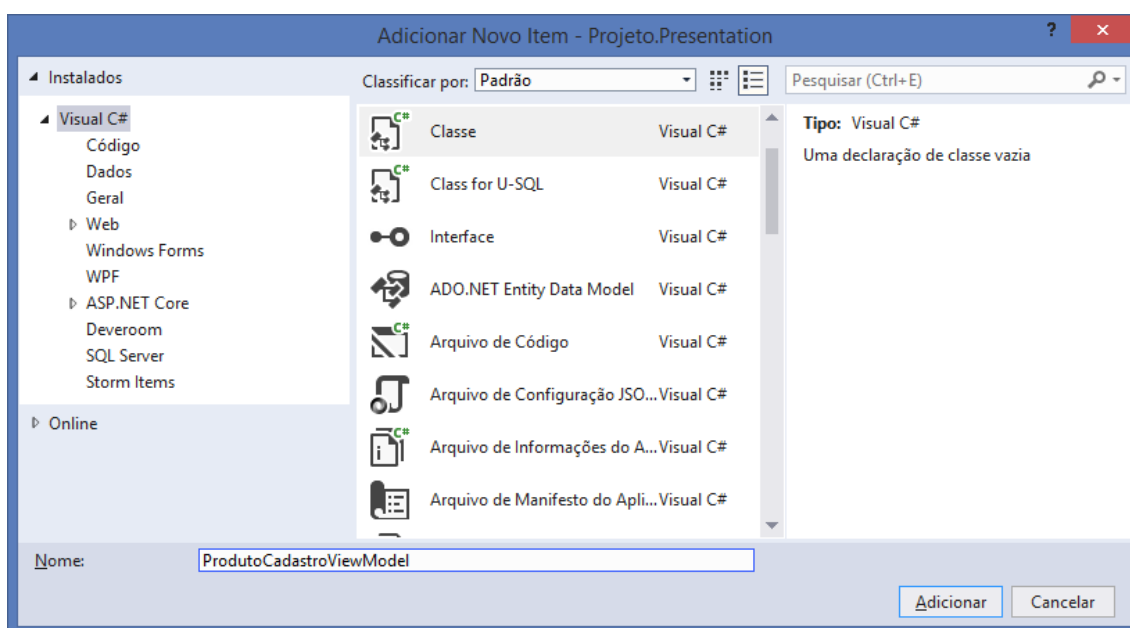 Adicionar Novo Item - Projeto.Presentation
?
Instalados
Classificar por: Padrão
Pesquisar (Ctrl+E)
Visual C#
Código
Dados
Geral
Web
Windows Forms
WPF
ASP.NET Core
Deveroom
SQL Server
Storm Items
Online
C# Classe Visual C#
C# Class for U-SQL Visual C#
Interface Visual C#
ADO.NET Entity Data Model Visual C#
C# Arquivo de Código Visual C#
Arquivo de Configuração JSO... Visual C#
C# Arquivo de Informações do A... Visual C#
Arquivo de Manifesto do Apli... Visual C#
Tipo: Visual C#
Uma declaração de classe vazia
Nome: ProdutoCadastroViewModel
Adicionar Cancelar